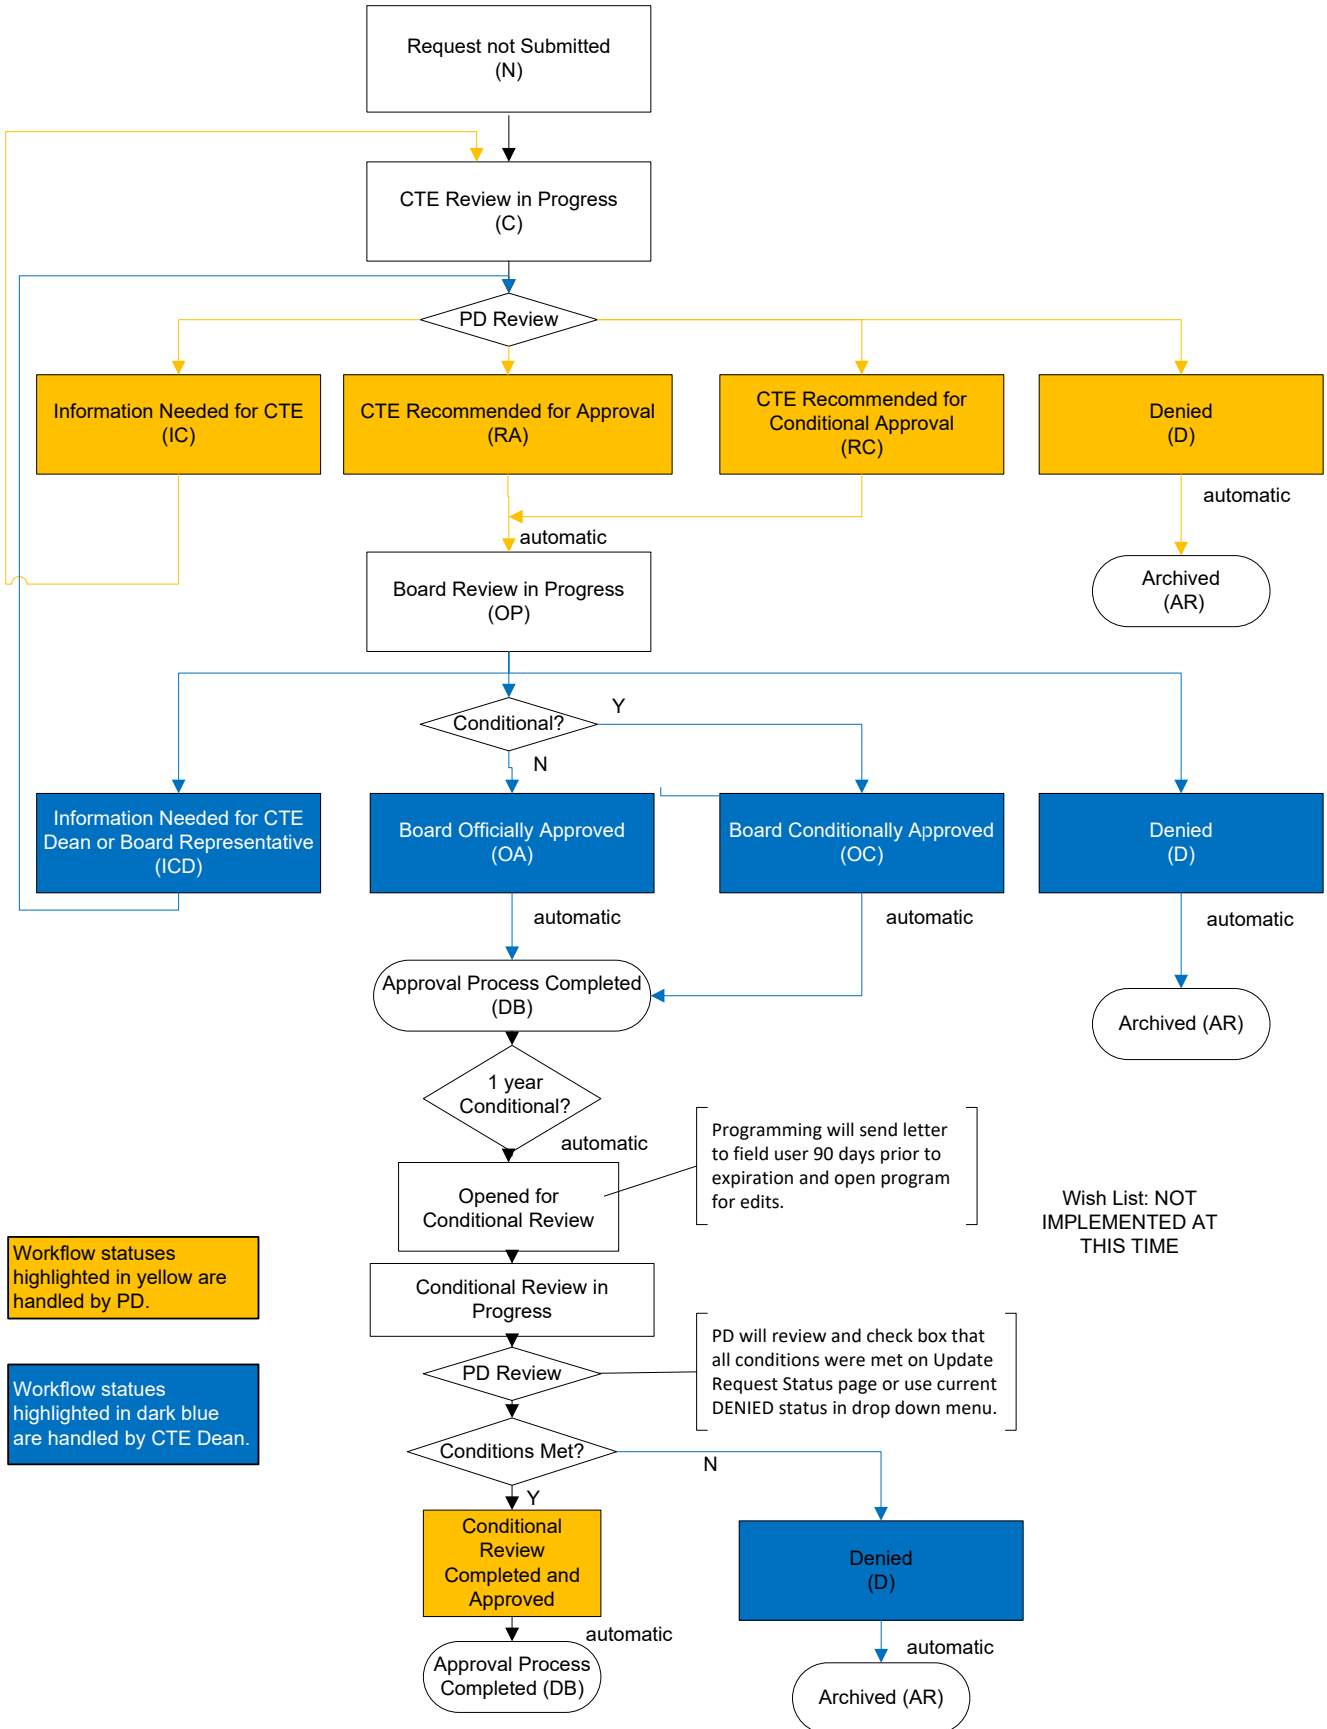 Request not Submitted
(N)
CTE Review in Progress
(C)
PD Review
Information Needed for CTE
(IC)
CTE Recommended for Approval
(RA)
CTE Recommended for
Conditional Approval
(RC)
Denied
(D)
automatic
automatic
Board Review in Progress
(OP)
Archived
(AR)
Conditional?
Y
N
Information Needed for CTE
Dean or Board Representative
(ICD)
Board Officially Approved
(OA)
Board Conditionally Approved
(OC)
Denied
(D)
automatic
automatic
automatic
Approval Process Completed
(DB)
Archived (AR)
1 year
Conditional?
automatic
Opened for
Conditional Review
Programming will send letter
to field user 90 days prior to
expiration and open program
for edits.
Wish List: NOT
IMPLEMENTED AT
THIS TIME
Workflow statuses
highlighted in yellow are
handled by PD.
Conditional Review in
Progress
PD Review
PD will review and check box that
all conditions were met on Update
Request Status page or use current
DENIED status in drop down menu.
Workflow statues
highlighted in dark blue
are handled by CTE Dean.
Conditions Met?
N
Y
Conditional
Review
Completed and
Approved
Denied
(D)
automatic
automatic
Approval Process
Completed (DB)
Archived (AR)